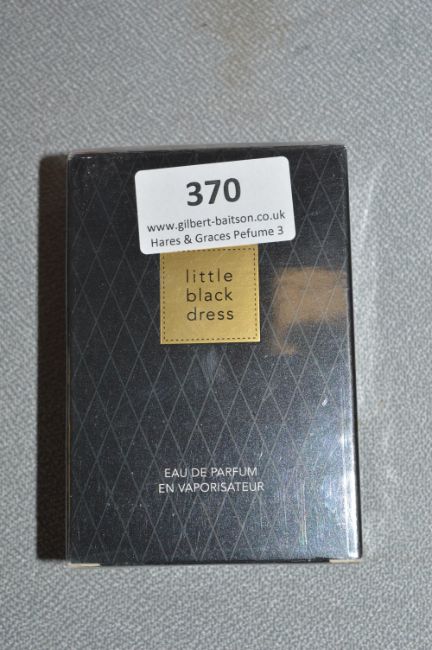 370
www.gilbert-baitson.co.uk
Hares & Graces Pefume 3
little
black
dress
EAU DE PARFUM
EN VAPORISATEUR